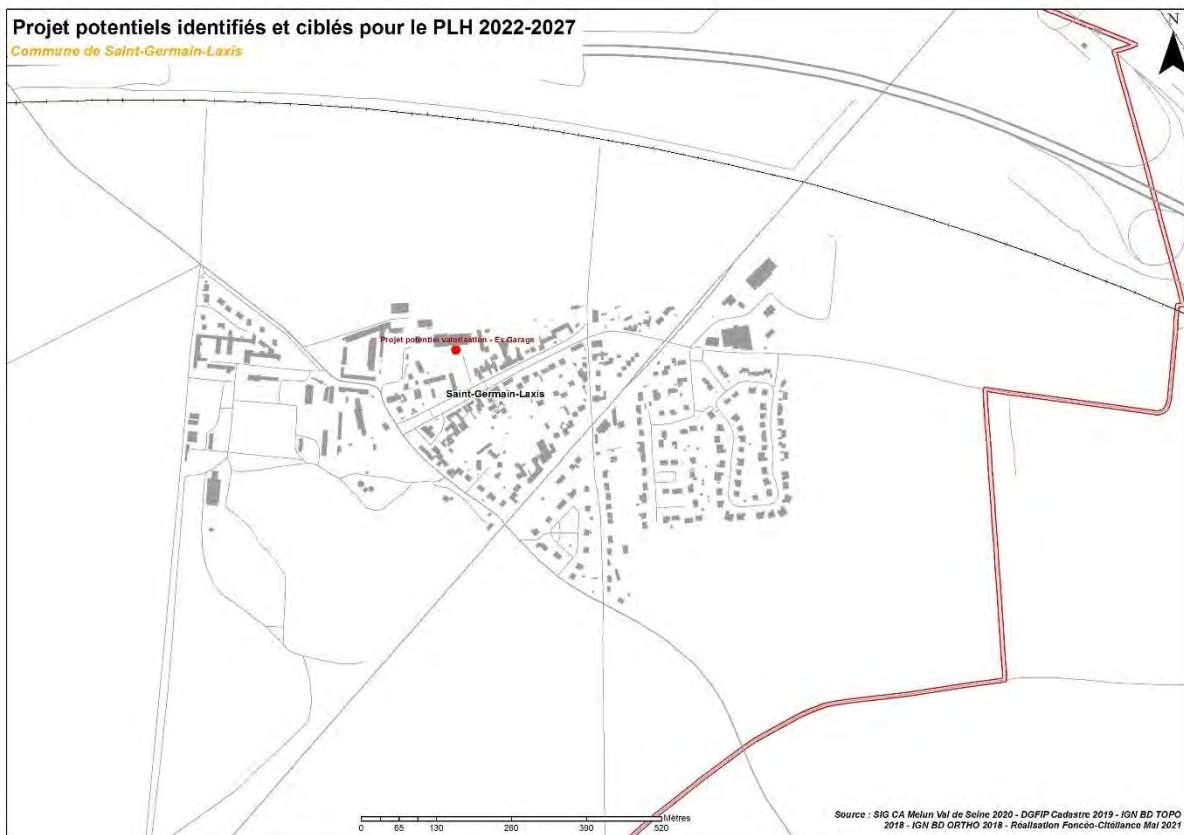 Projet potentiels identifiés et ciblés pour le PLH 2022-2027
Commune de Saint-Germain-Laxis
N
Projet potentiel valorisation - Ex Garage
Saint-Germain-Laxis
Mètres
0 65 130 260 390 520
Source : SIG CA Melun Val de Seine 2020 - DGFIP Cadastre 2019 - IGN BD TOPO
2018 - IGN BD ORTHO 2018 - Réalisation Foncéo-Citéliance Mai 2021